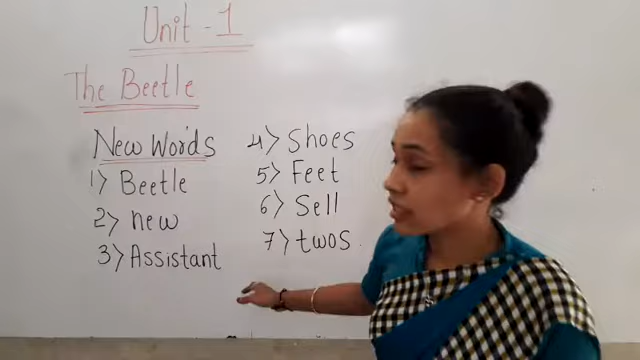 Unit - 1
The Beetle
New Words
1) Beetle
2) new
3) Assistant
4) Shoes
5) Feet
6) Sell
7) twos